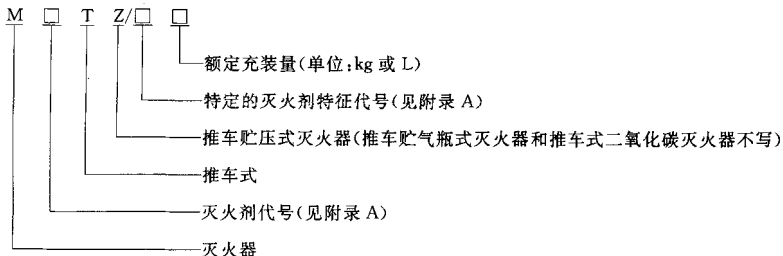 M □ T Z/□ □
额定充装量(单位:kg 或 L)
特定的灭火剂特征代号(见附录 A)
推车贮压式灭火器(推车贮气瓶式灭火器和推车式二氧化碳灭火器不写)
推车式
灭火剂代号(见附录 A)
灭火器